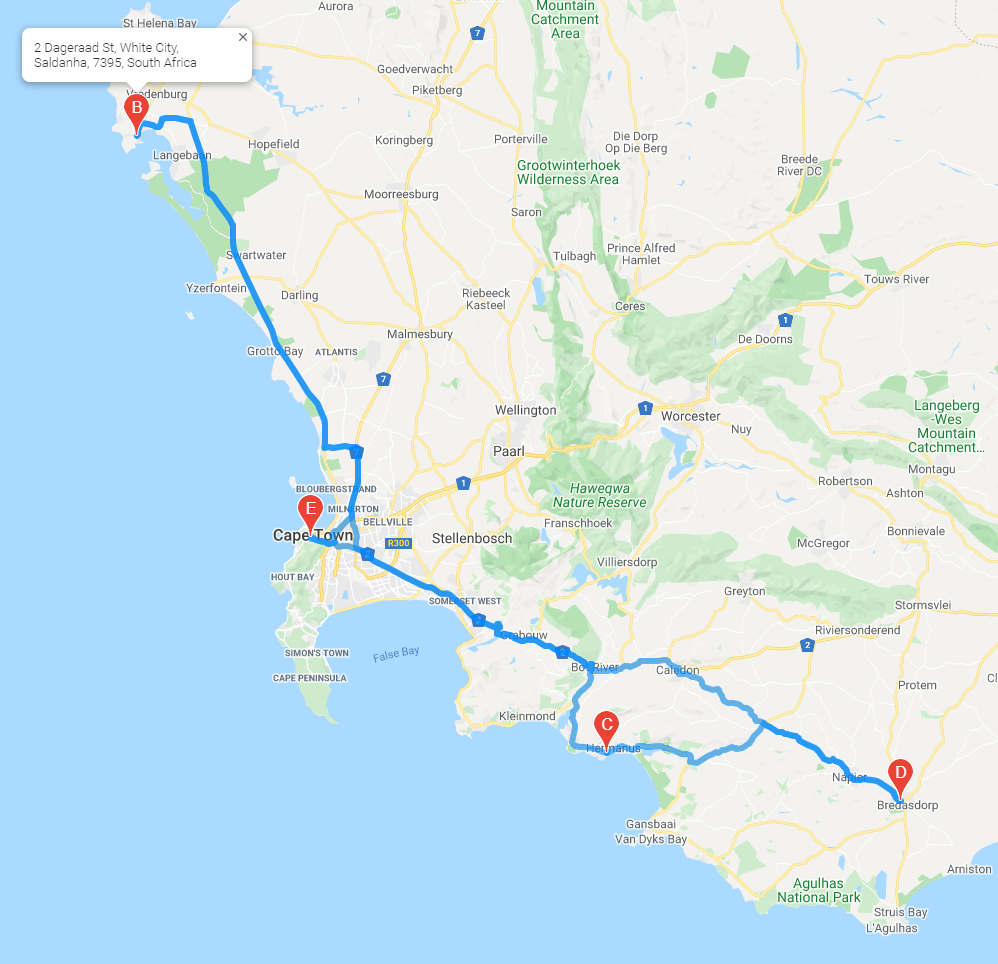 Aurora
Mountain
Catchment
Area
St Helena Bay
7
×
2 Dageraad St, White City,
Saldanha, 7395, South Africa
Goedverwacht
Piketberg
Vredenburg
B
Langebaan
Hopefield
Koringberg
Porterville
Die Dorp
Op Die Berg
Grootwinterhoek
Wilderness Area
Breede
River DC
Moorreesburg
Saron
Swartwater
Tulbagh
Prince Alfred
Hamlet
Touws River
Yzerfontein
Darling
Riebeeck
Kasteel
Ceres
Malmesbury
1
De Doorns
Grotto Bay
ATLANTIS
7
Wellington
1
Worcester
Nuy
Langeberg
-Wes
Mountain
Catchment...
Paarl
7
Montagu
Robertson
Ashton
BLOUBERGSTRAND
1
Haweqwa
Nature Reserve
E
MILNERTON
BELLVILLE
Franschhoek
Bonnievale
Cape Town
R300
Stellenbosch
McGregor
2
Villiersdorp
HOUT BAY
Greyton
SOMERSET WEST
Stormsvlei
2
Grabouw
Riviersonderend
2
2
SIMON'S TOWN
False Bay
Bot River
Caledon
CAPE PENINSULA
Protem
Cl
Kleinmond
C
Hermanus
D
Napier
Bredasdorp
Gansbaai
Van Dyks Bay
Arniston
Agulhas
National Park
Struis Bay
L'Agulhas